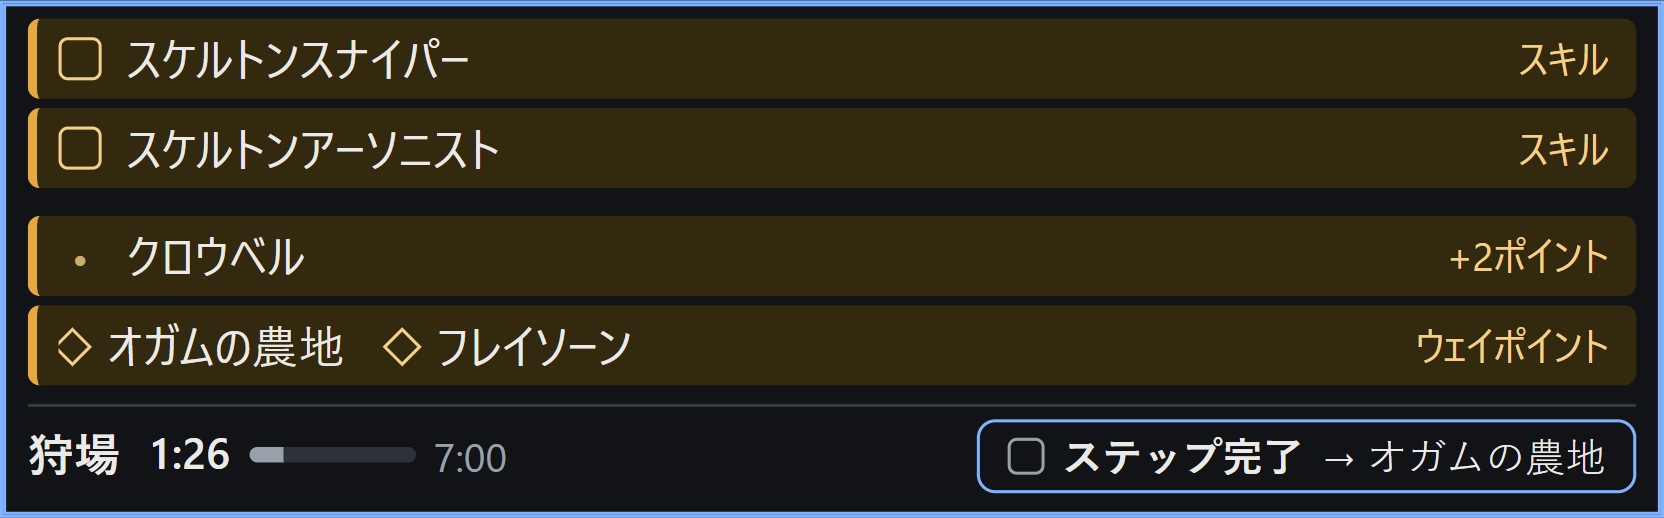 スケルトンスナイパー スキル
スケルトンアーソニスト スキル
・ クロウベル +2ポイント
◇ オガムの農地 ◇ フレイソーン ウェイポイント
狩場 1:26 7:00 ステップ完了 → オガムの農地